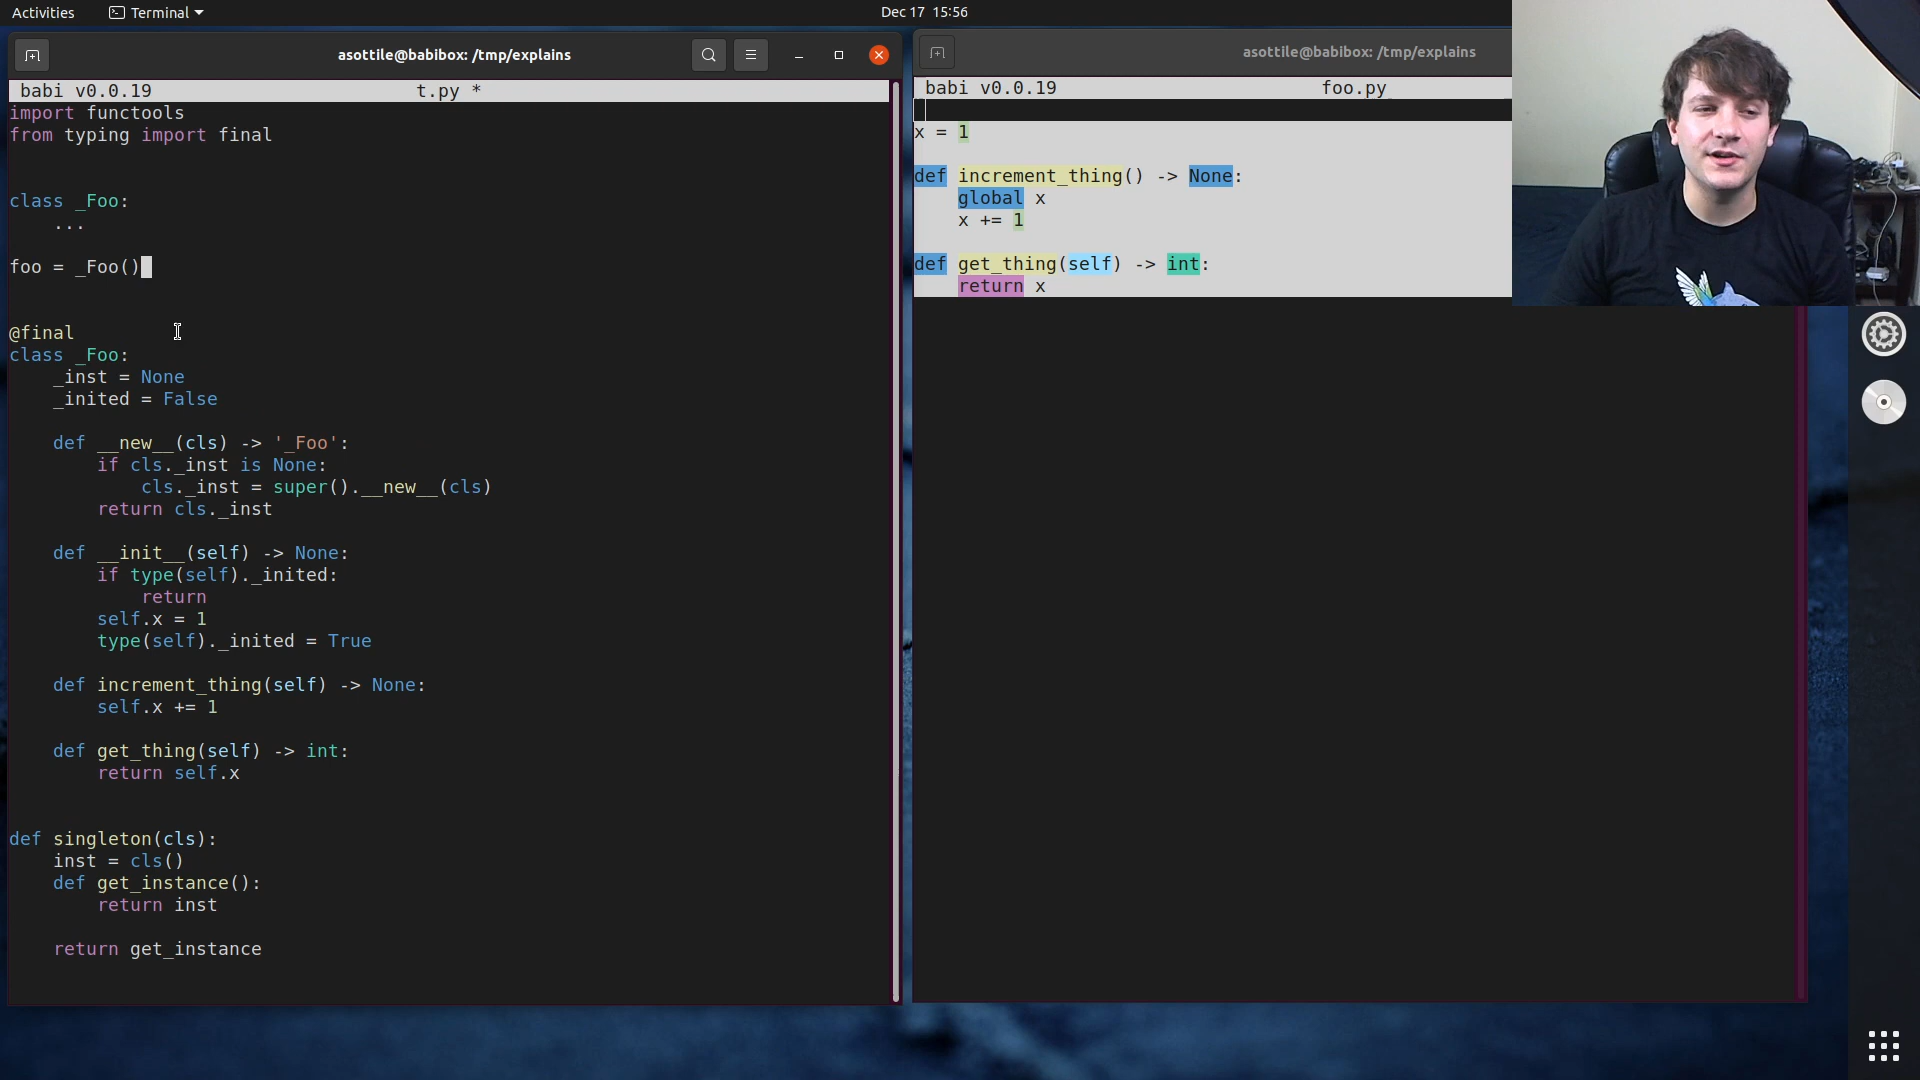 Activities
Terminal
Dec 17 15:56
asottile@babibox: /tmp/explains
babi v0.0.19 t.py *
import functools
from typing import final
class _Foo:
    ...
foo = _Foo()
@final
class _Foo:
    _inst = None
    _inited = False
    def __new__(cls) -> '_Foo':
        if cls._inst is None:
            cls._inst = super().__new__(cls)
        return cls._inst
    def __init__(self) -> None:
        if type(self)._inited:
            return
        self.x = 1
        type(self)._inited = True
    def increment_thing(self) -> None:
        self.x += 1
    def get_thing(self) -> int:
        return self.x
def singleton(cls):
    inst = cls()
    def get_instance():
        return inst
    return get_instance
asottile@babibox: /tmp/explains
babi v0.0.19 foo.py
x = 1
def increment_thing() -> None:
    global x
    x += 1
def get_thing(self) -> int:
    return x